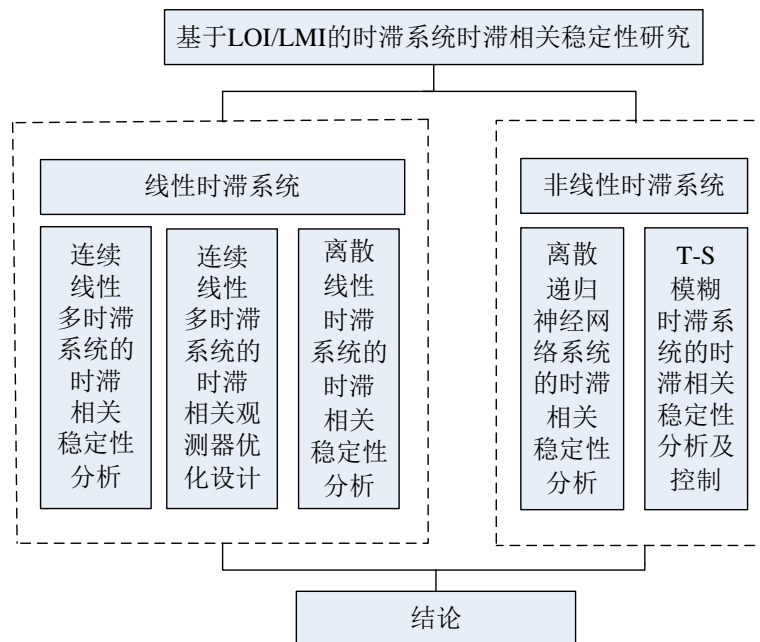 基于LOI/LMI的时滞系统时滞相关稳定性研究
线性时滞系统
连续
线性
多时滞
系统的
时滞
相关
稳定性
分析
连续
线性
多时滞
系统的
时滞
相关观
测器优
化设计
离散
线性
时滞
系统的
时滞
相关
稳定性
分析
非线性时滞系统
离散
递归
神经网
络系统
的时滞
相关
稳定性
分析
T-S
模糊
时滞系
统的时
滞相关
稳定性
分析及
控制
结论